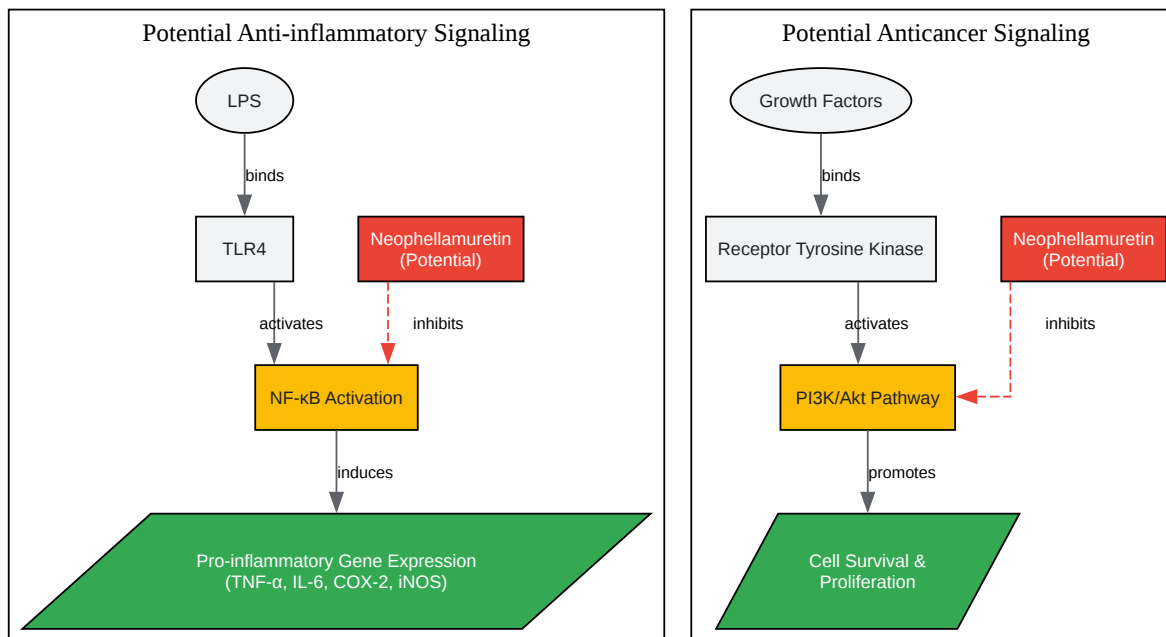 Potential Anti-inflammatory Signaling
LPS
binds
TLR4
Neophellamuretin
(Potential)
activates
inhibits
NF-κB Activation
induces
Pro-inflammatory Gene Expression
(TNF-α, IL-6, COX-2, iNOS)
Potential Anticancer Signaling
Growth Factors
binds
Receptor Tyrosine Kinase
Neophellamuretin
(Potential)
activates
inhibits
PI3K/Akt Pathway
promotes
Cell Survival &
Proliferation